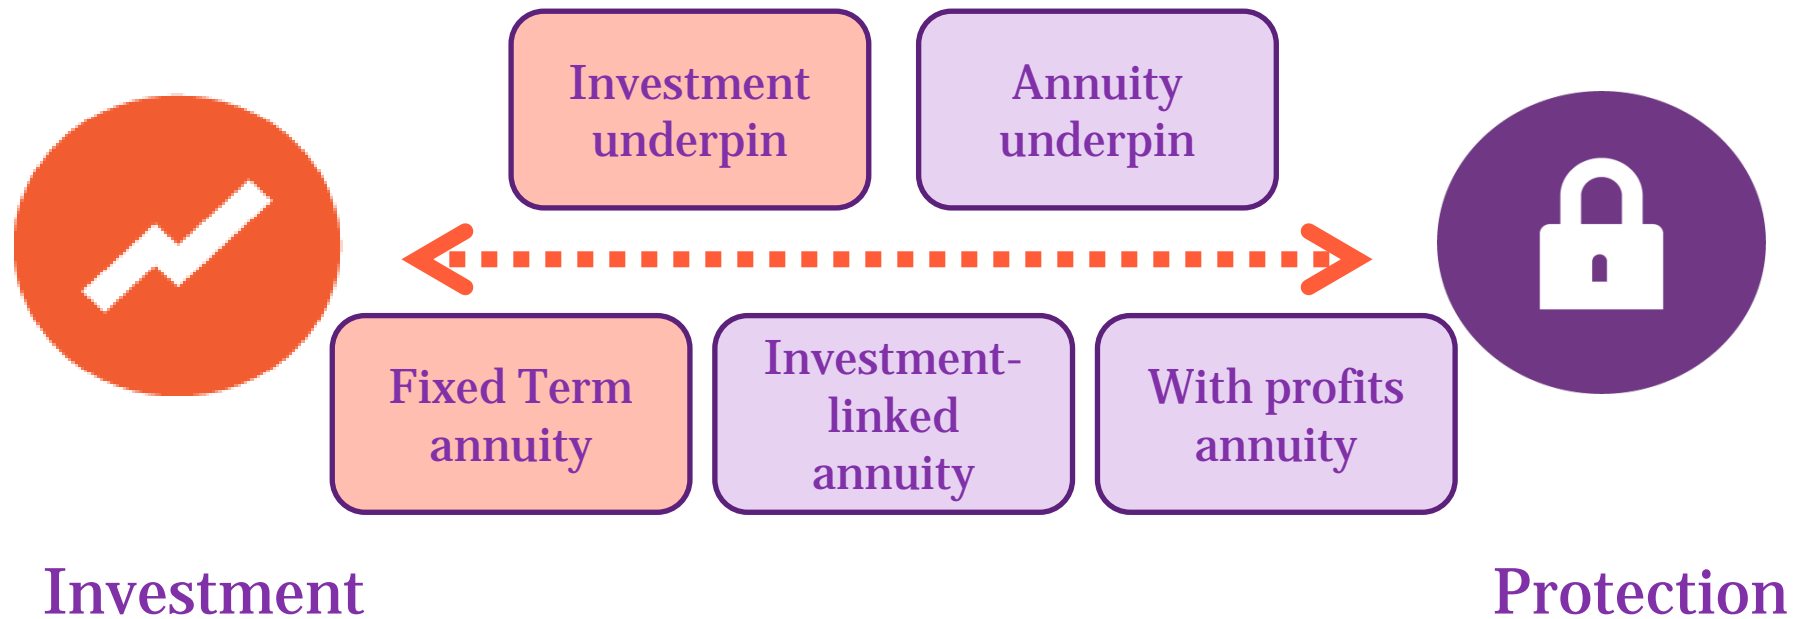 Investment
underpin
Annuity
underpin
Fixed Term
annuity
Investment-
linked
annuity
With profits
annuity
Investment
Protection